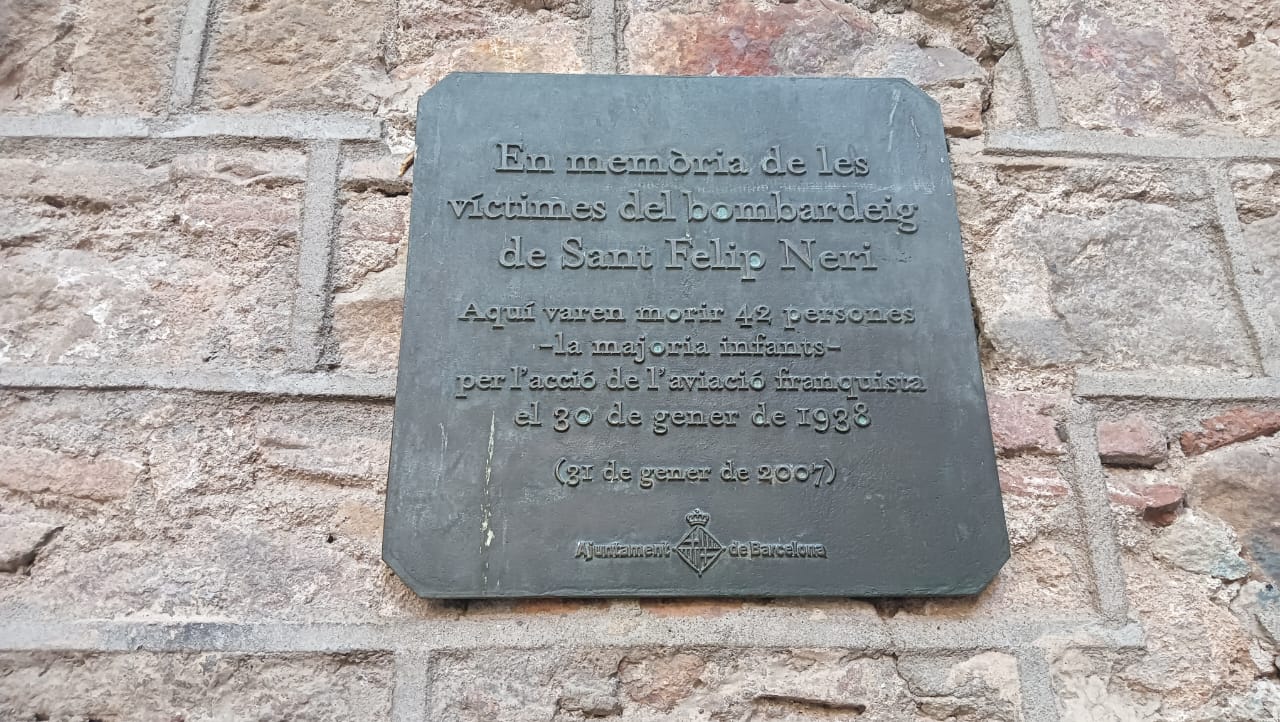 En memòria de les
víctimes del bombardeig
de Sant Felip Neri
Aquí varen morir 42 persones
-la majoria infants-
per l'acció de l'aviació franquista
el 30 de gener de 1938
(31 de gener de 2007)
Ajuntament de Barcelona